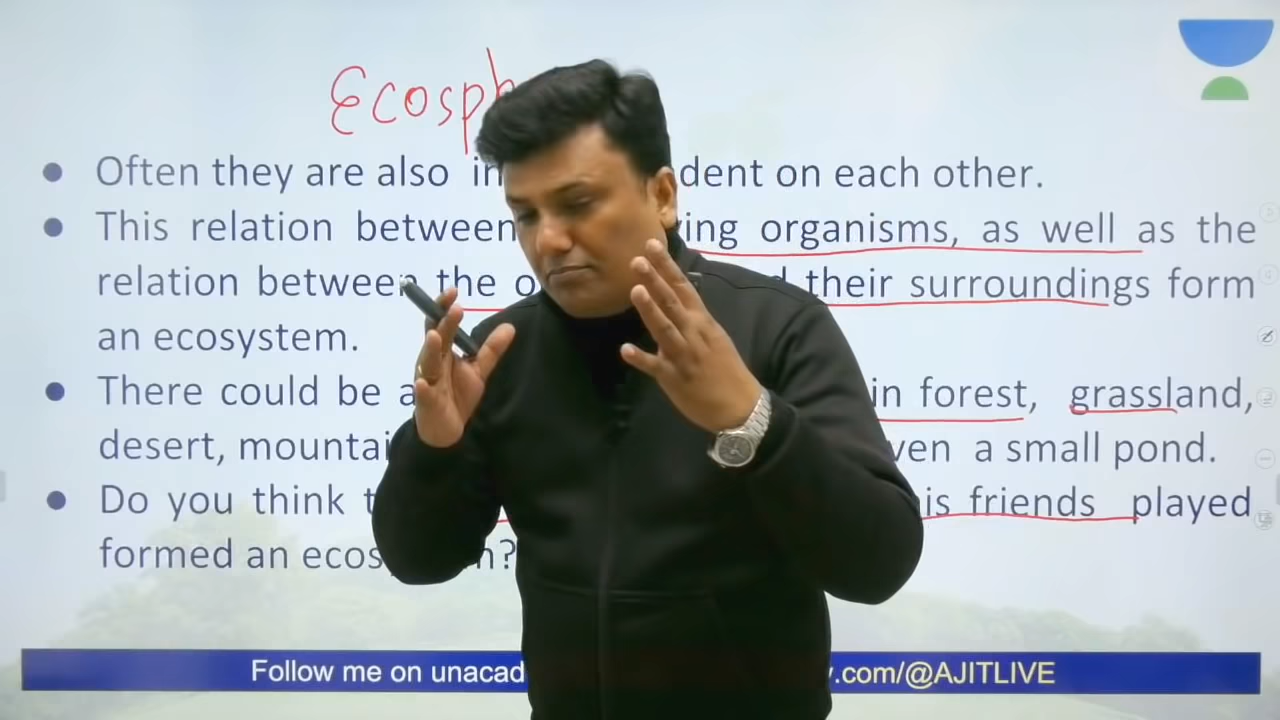 Ecosp
Often they are also in dent on each other.
This relation between ing organisms, as well as the
relation between the o their surroundings form
an ecosystem.
There could be a in forest, grassland,
desert, mountai ven a small pond.
Do you think t is friends played
formed an ecos m?
Follow me on unacad .com/@AJITLIVE